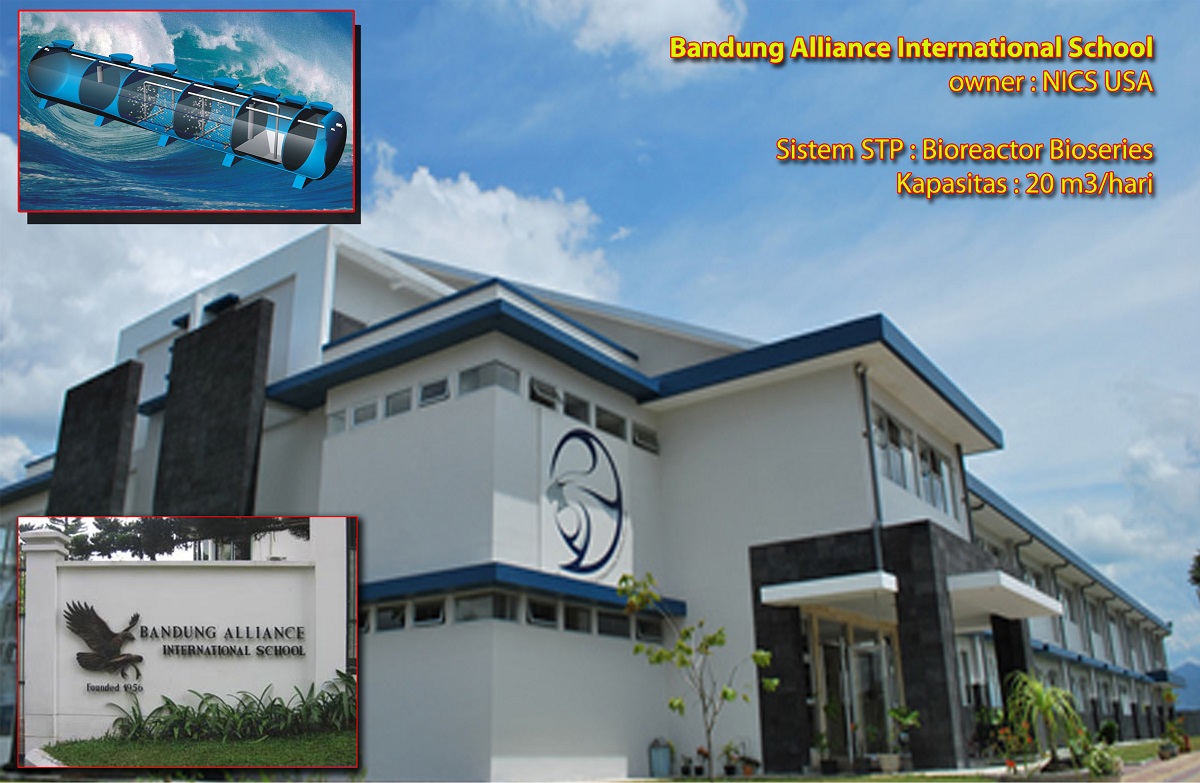 Bandung Alliance International School
owner : NICS USA
Sistem STP : Bioreactor Bioseries
Kapasitas : 20 m3/hari
BANDUNG ALLIANCE
INTERNATIONAL SCHOOL
Founded 1956